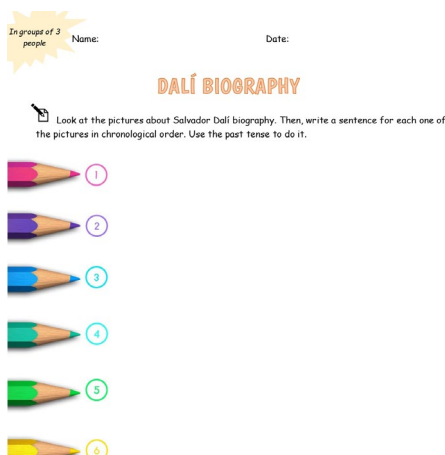 In groups of 3
people
Name:
Date:
DALÍ BIOGRAPHY
Look at the pictures about Salvador Dalí biography. Then, write a sentence for each one of
the pictures in chronological order. Use the past tense to do it.
1
2
3
4
5
6